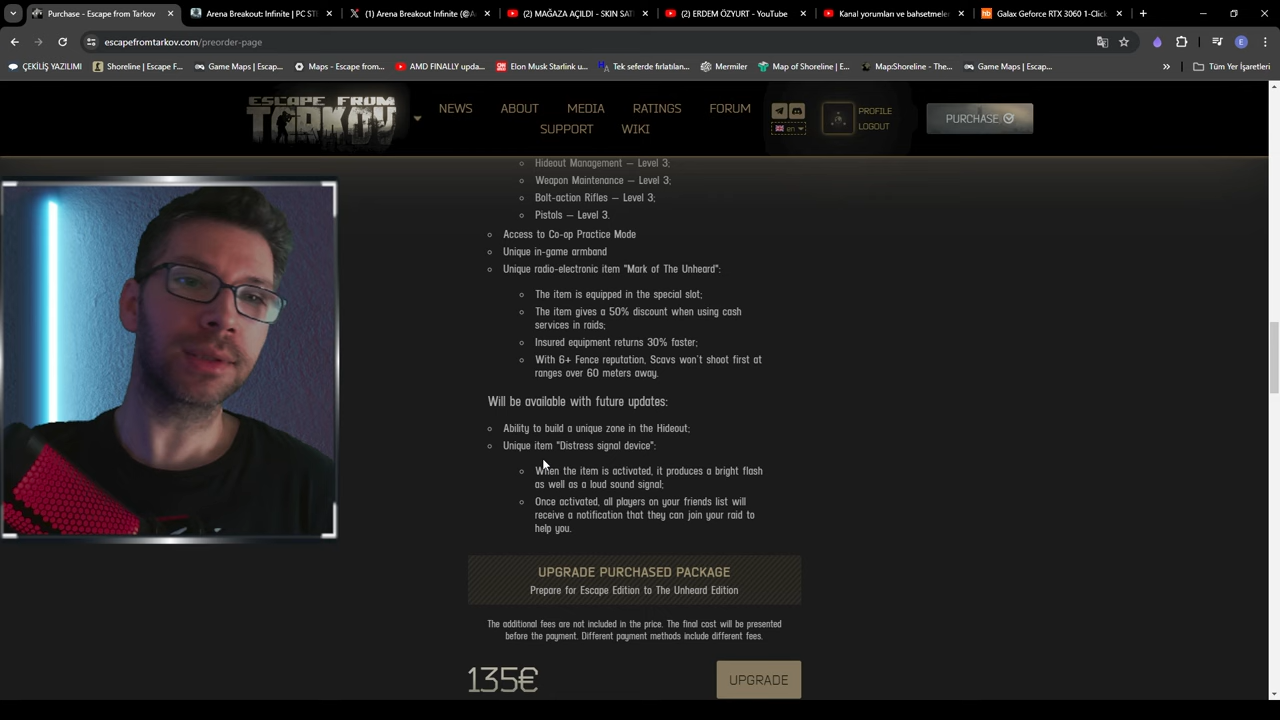 Purchase - Escape from Tarkov
Arena Breakout: Infinite | PC STE
(1) Arena Breakout Infinite (@A
(2) MAĞAZA AÇILDI - SKIN SATI
(2) ERDEM ÖZYURT - YouTube
Kanal yorumları ve bahsetmele
Galax Geforce RTX 3060 1-Click
escapefromtarkov.com/preorder-page
E
ÇEKİLİŞ YAZILIMI
Shoreline | Escape F...
Game Maps | Escap...
Maps - Escape from...
AMD FINALLY upda...
Elon Musk Starlink u...
Tek seferde fırlatılan...
Mermiler
Map of Shoreline | E...
Map:Shoreline - The...
Game Maps | Escap...
Tüm Yer İşaretleri
ESCAPE FROM
TARKOV
NEWS
ABOUT
MEDIA
RATINGS
FORUM
SUPPORT
WIKI
en
PROFILE
LOGOUT
PURCHASE
Hideout Management – Level 3;
Weapon Maintenance – Level 3;
Bolt-action Rifles – Level 3;
Pistols – Level 3.
Access to Co-op Practice Mode
Unique in-game armband
Unique radio-electronic item "Mark of The Unheard":
The item is equipped in the special slot;
The item gives a 50% discount when using cash
services in raids;
Insured equipment returns 30% faster;
With 6+ Fence reputation, Scavs won't shoot first at
ranges over 60 meters away.
Will be available with future updates:
Ability to build a unique zone in the Hideout;
Unique item "Distress signal device":
When the item is activated, it produces a bright flash
as well as a loud sound signal;
Once activated, all players on your friends list will
receive a notification that they can join your raid to
help you.
UPGRADE PURCHASED PACKAGE
Prepare for Escape Edition to The Unheard Edition
The additional fees are not included in the price. The final cost will be presented
before the payment. Different payment methods include different fees.
135€
UPGRADE